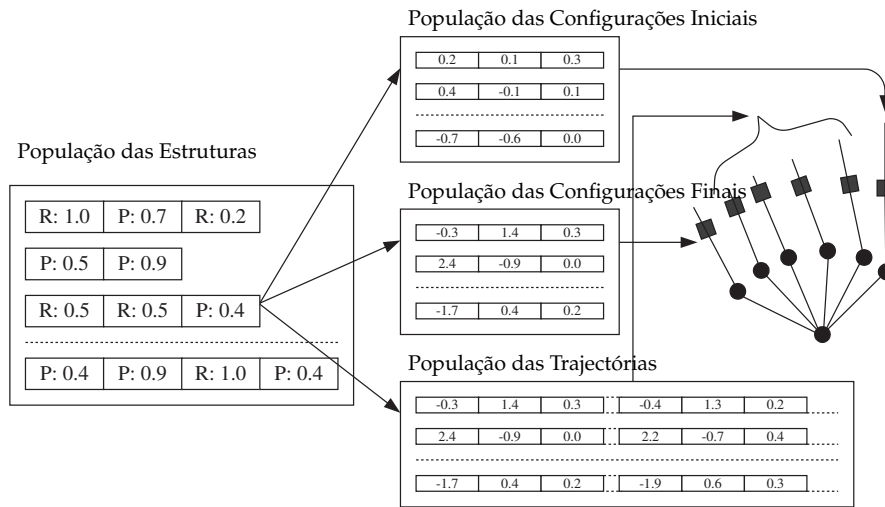 População das Configurações Iniciais
0.2 0.1 0.3
0.4 -0.1 0.1
-0.7 -0.6 0.0
População das Estruturas
R: 1.0 P: 0.7 R: 0.2
P: 0.5 P: 0.9
R: 0.5 R: 0.5 P: 0.4
P: 0.4 P: 0.9 R: 1.0 P: 0.4
População das Configurações Finais
-0.3 1.4 0.3
2.4 -0.9 0.0
-1.7 0.4 0.2
População das Trajectórias
-0.3 1.4 0.3 -0.4 1.3 0.2
2.4 -0.9 0.0 2.2 -0.7 0.4
-1.7 0.4 0.2 -1.9 0.6 0.3